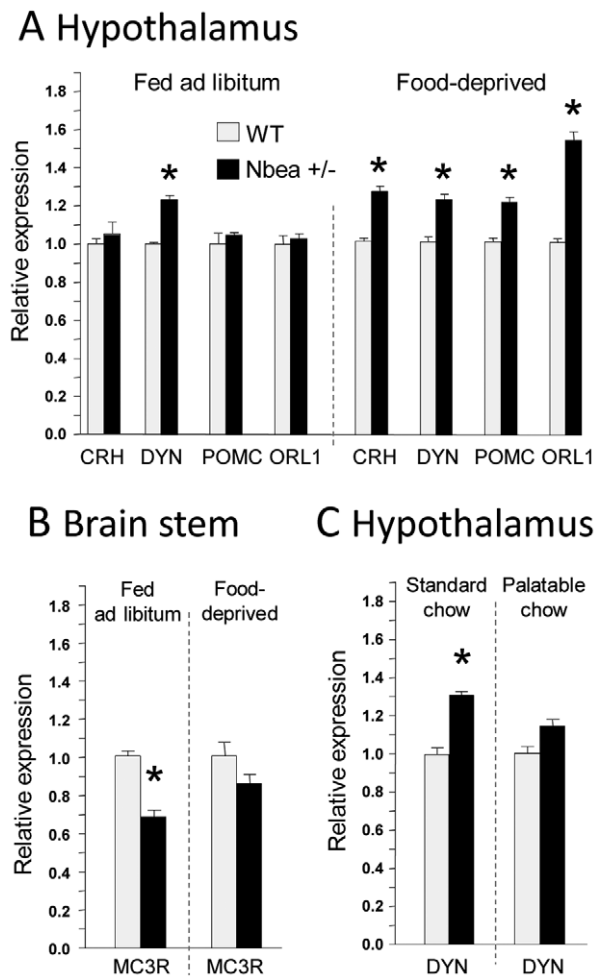 A Hypothalamus
Fed ad libitum
Food-deprived
WT
Nbea +/-
*
*
*
*
*
Relative expression
1.8
1.6
1.4
1.2
1.0
0.8
0.6
0.4
0.2
0.0
CRH DYN POMC ORL1 CRH DYN POMC ORL1
B Brain stem
Fed
ad libitum
Food-
deprived
*
Relative expression
1.8
1.6
1.4
1.2
1.0
0.8
0.6
0.4
0.2
0.0
MC3R MC3R
C Hypothalamus
Standard
chow
Palatable
chow
*
Relative expression
1.8
1.6
1.4
1.2
1.0
0.8
0.6
0.4
0.2
0.0
DYN DYN